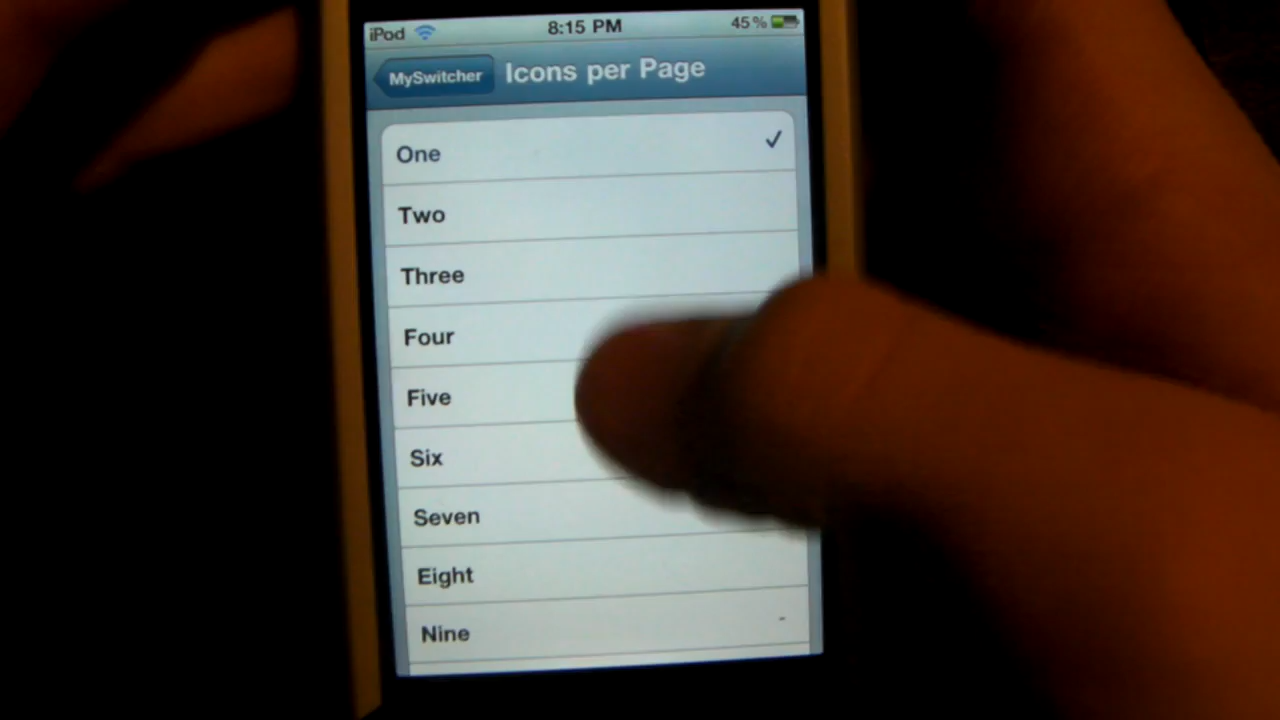 iPod 8:15 PM 45%
MySwitcher Icons per Page
One
Two
Three
Four
Five
Six
Seven
Eight
Nine